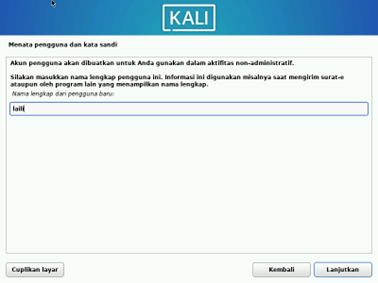 KALI
Menata pengguna dan kata sandi
Akun pengguna akan dibuatkan untuk Anda gunakan dalam aktifitas non-administratif.
Silakan masukkan nama lengkap pengguna ini. Informasi ini digunakan misalnya saat mengirim surat-e
ataupun oleh program lain yang menampilkan nama lengkap.
Nama lengkap dari pengguna baru:
laili
Cuplikan layar
Kembali
Lanjutkan